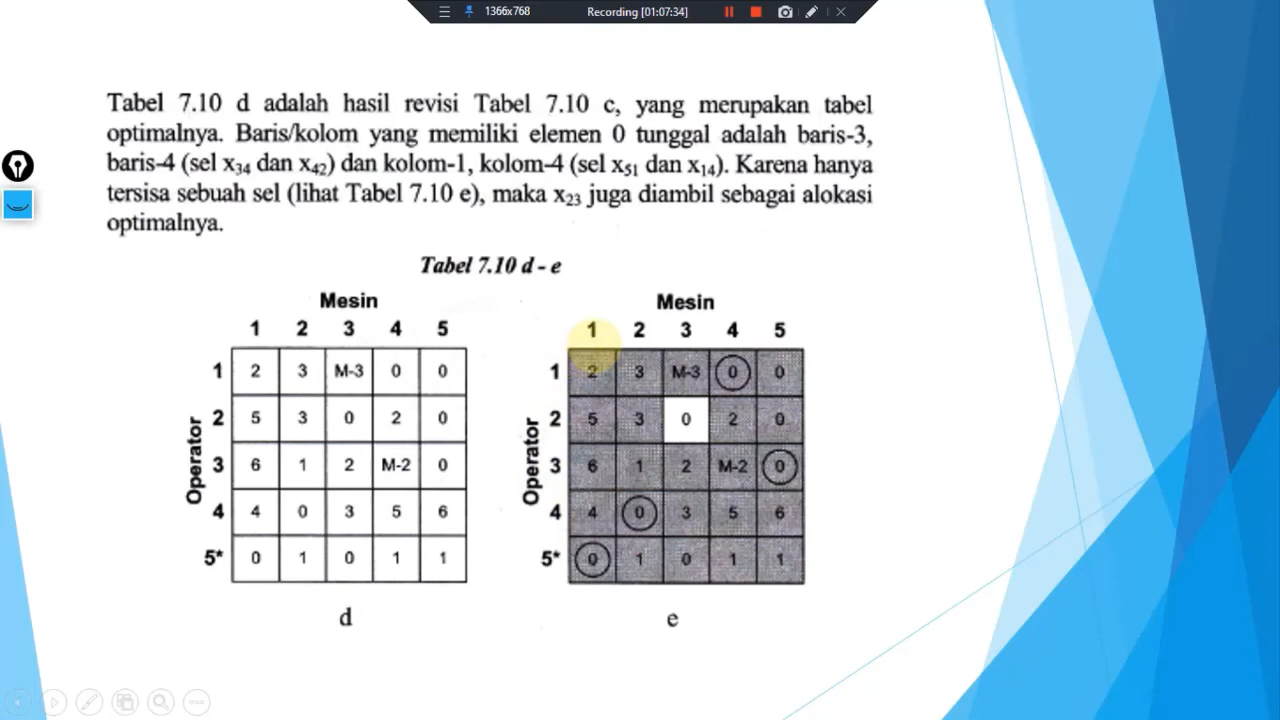 1366x768 Recording [01:07:34]
Tabel 7.10 d adalah hasil revisi Tabel 7.10 c, yang merupakan tabel
optimalnya. Baris/kolom yang memiliki elemen 0 tunggal adalah baris-3,
baris-4 (sel x34 dan x42) dan kolom-1, kolom-4 (sel x51 dan x14). Karena hanya
tersisa sebuah sel (lihat Tabel 7.10 e), maka x23 juga diambil sebagai alokasi
optimalnya.
Tabel 7.10 d - e
Mesin
1 2 3 4 5
Operator
1 2 3 M-3 0 0
2 5 3 0 2 0
3 6 1 2 M-2 0
4 4 0 3 5 6
5* 0 1 0 1 1
d
Mesin
1 2 3 4 5
Operator
1 2 3 M-3 0 0
2 5 3 0 2 0
3 6 1 2 M-2 0
4 4 0 3 5 6
5* 0 1 0 1 1
e